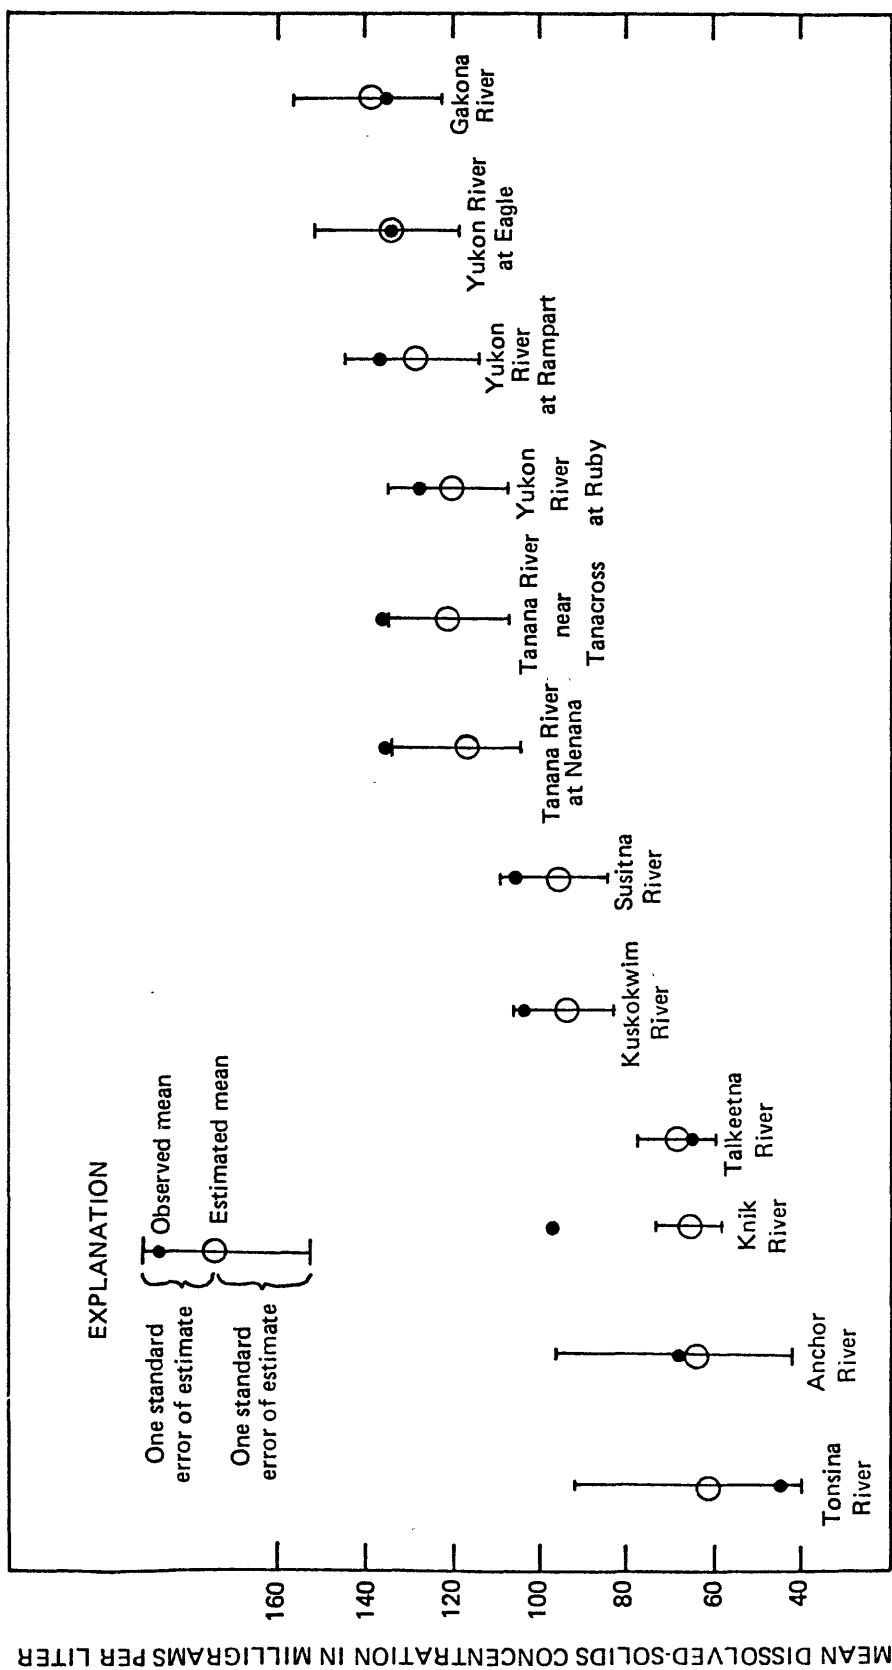 EXPLANATION
One standard
error of estimate
One standard
error of estimate
Observed mean
Estimated mean
MEAN DISSOLVED-SOLIDS CONCENTRATION IN MILLIGRAMS PER LITER
160
140
120
100
80
60
40
Tonsina
River
Anchor
River
Knik
River
Talkeetna
River
Kuskokwim
River
Susitna
River
Tanana River
at Nenana
Tanana River
near
Tanacross
Yukon
River
at Ruby
Yukon
River
at Rampart
Yukon River
at Eagle
Gakona
River